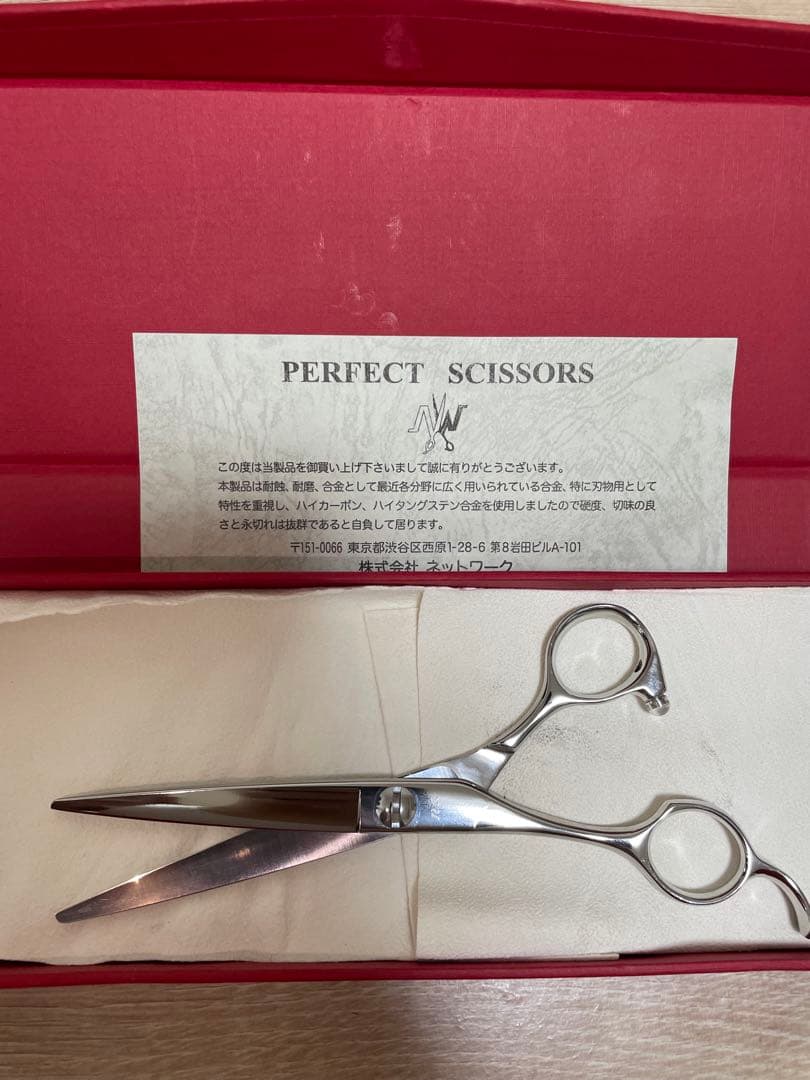 PERFECT SCISSORS
この度は当製品を御買い上げ下さいまして誠に有りがとうございます。
本製品は耐蝕、耐磨、合金として最近各分野に広く用いられている合金、特に刃物用として
特性を重視し、ハイカーボン、ハイタングステン合金を使用しましたので硬度、切味の良
さと永切れは抜群であると自負して居ります。
〒151-0066 東京都渋谷区西原1-28-6 第8岩田ビルA-101
株式会社 ネットワーク